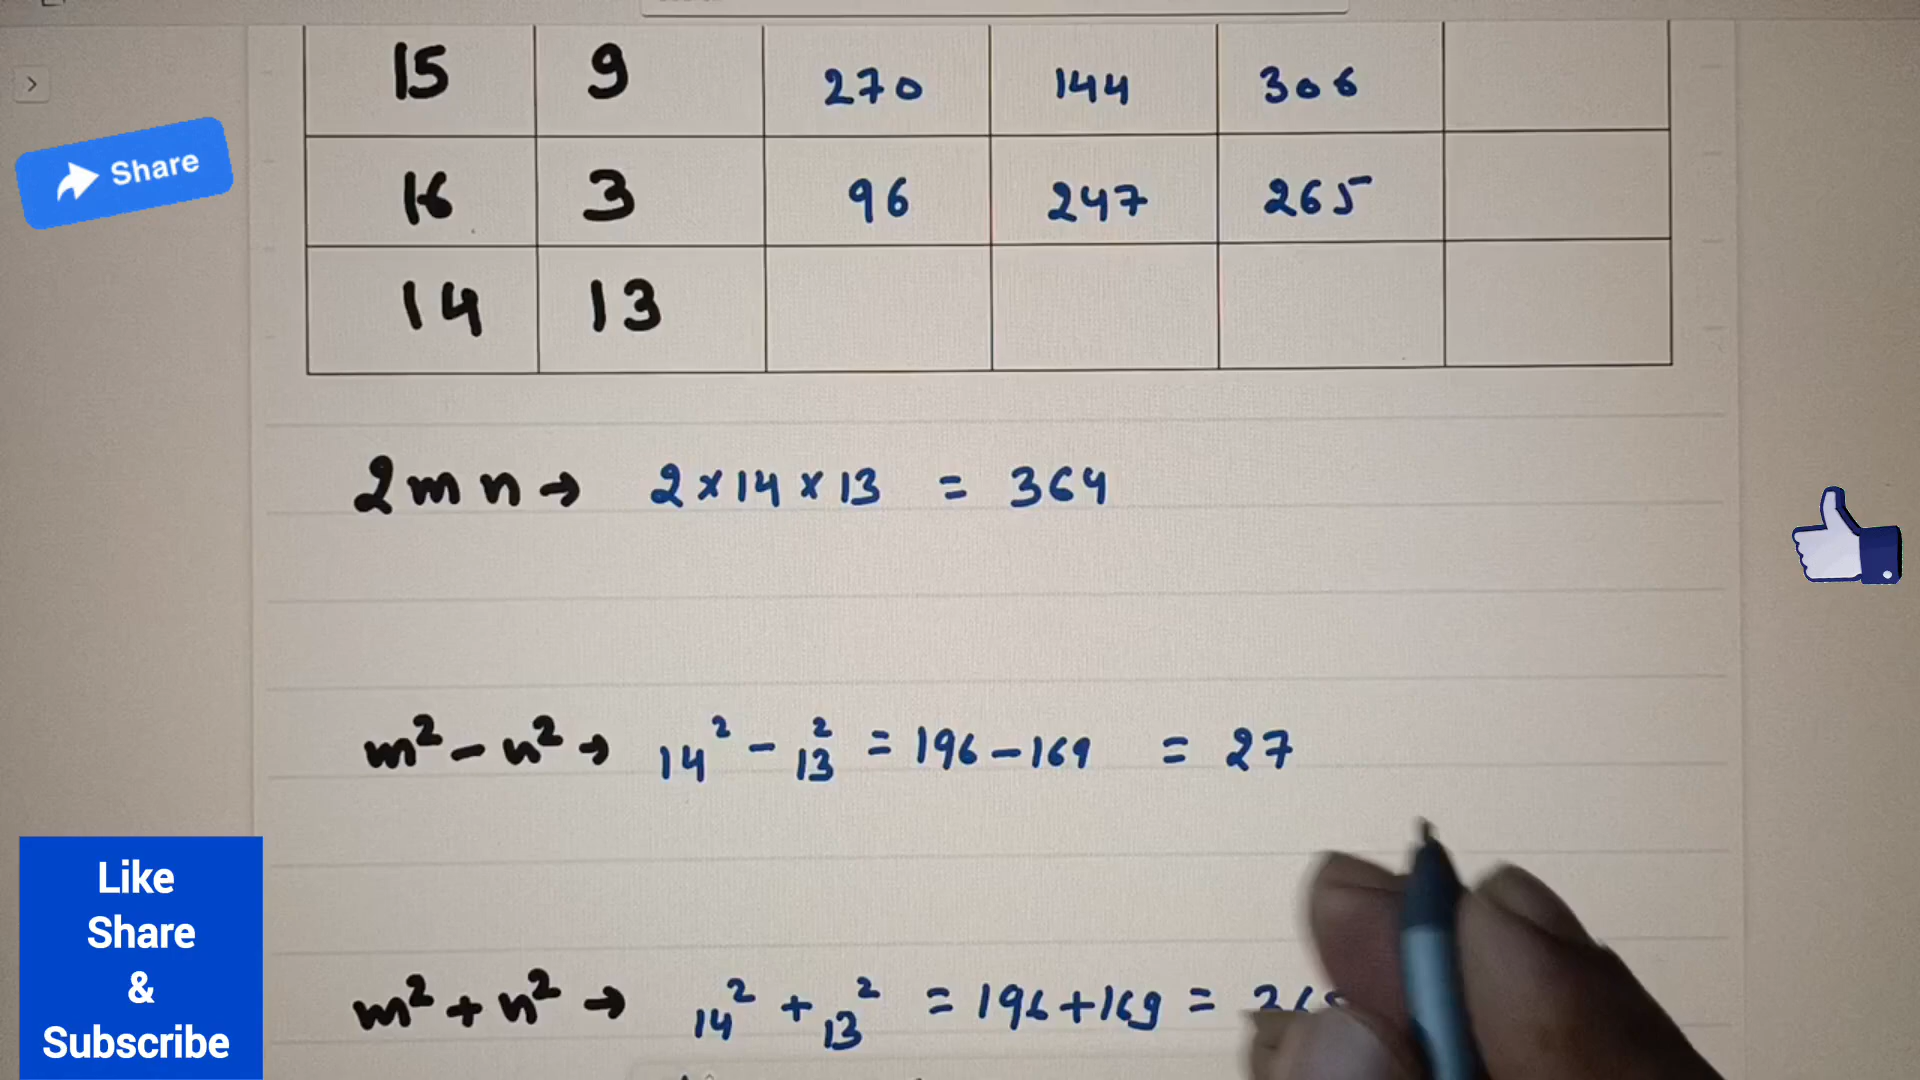 15 9 270 144 306
16 3 96 247 265
14 13
Share
2mn → 2 × 14 × 13 = 364
m² - n² → 14² - 13² = 196 - 169 = 27
m² + n² → 14² + 13² = 196 + 169 =
Like
Share
&
Subscribe